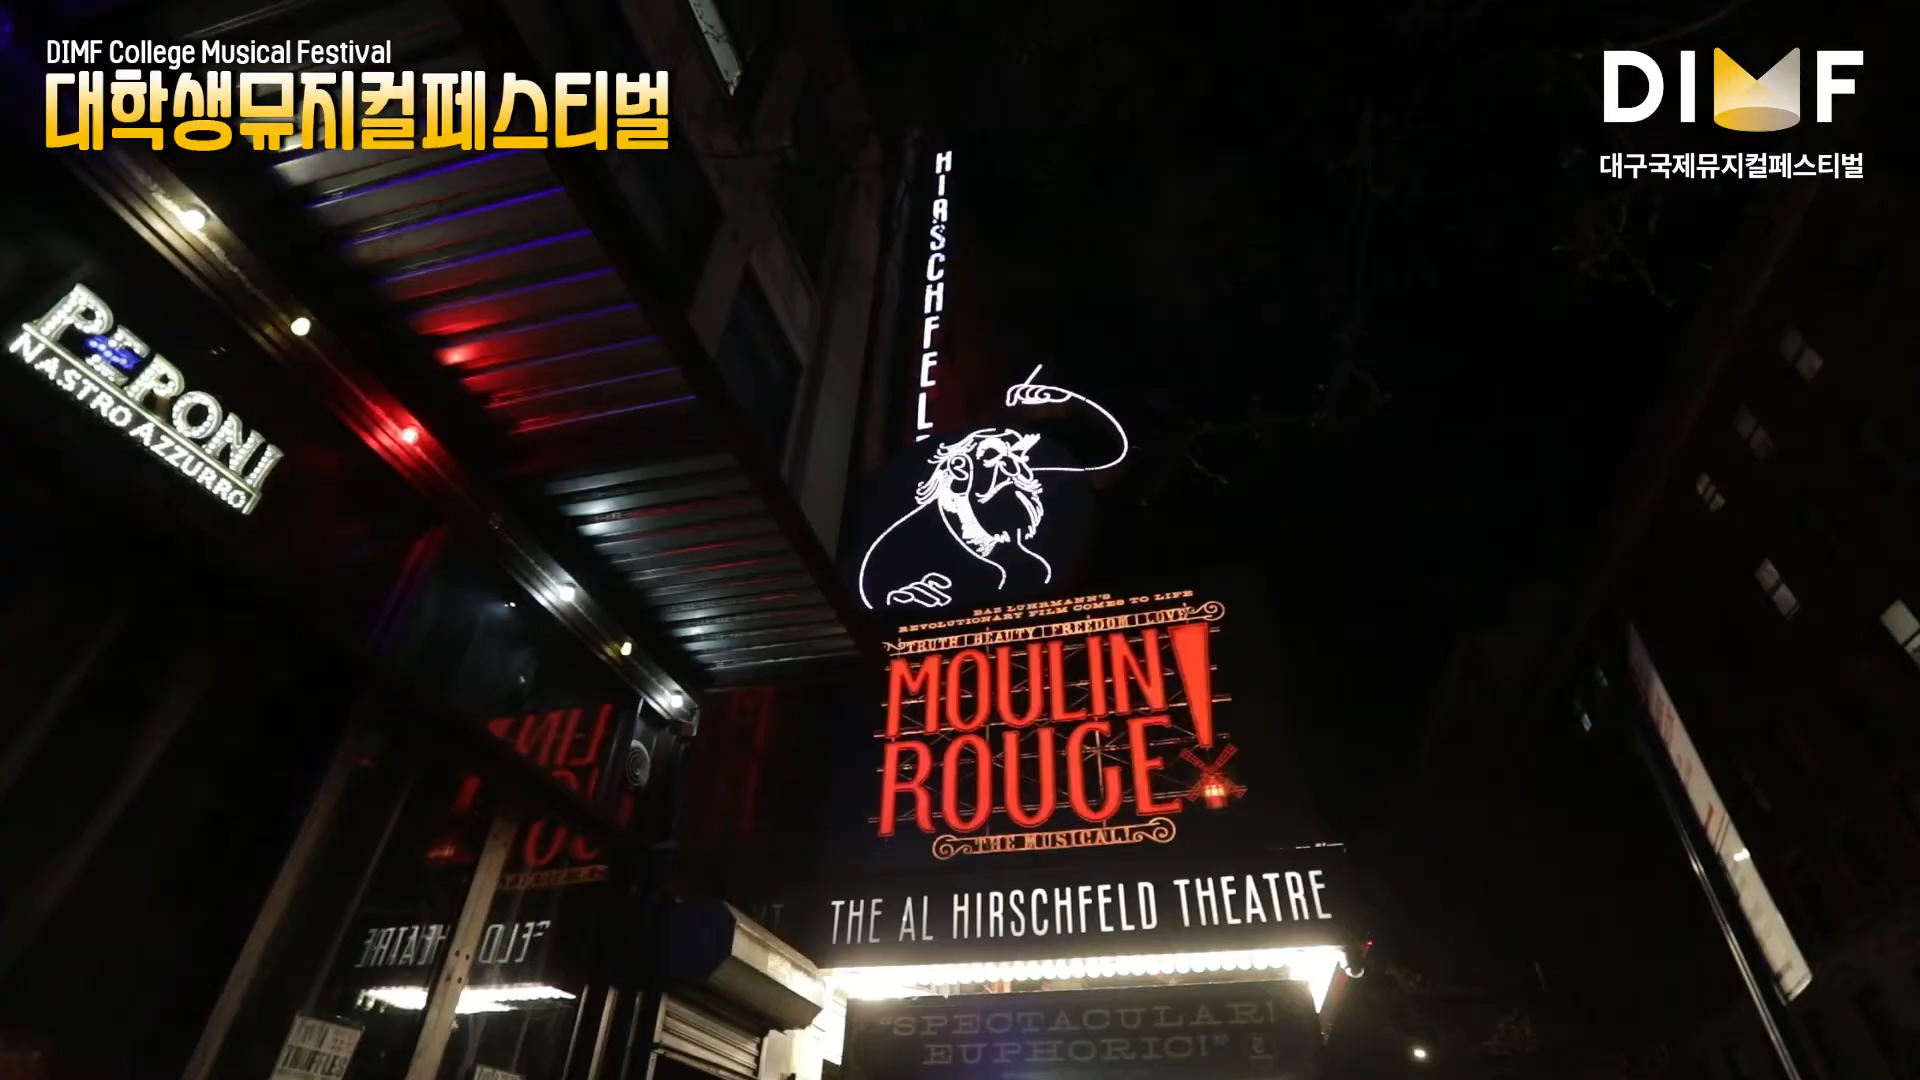 DIMF College Musical Festival
대학생뮤지컬페스티벌
DIMF
대구국제뮤지컬페스티벌
HIRSCHFEL
PERONI
NASTRO AZZURRO
BAZ LUHRMANN'S
REVOLUTIONARY FILM COMES TO LIFE
TRUTH BEAUTY FREEDOM LOVE
MOULIN
ROUGE!
THE MUSICAL
THE AL HIRSCHFELD THEATRE
"SPECTACULAR!
EUPHORIC!"